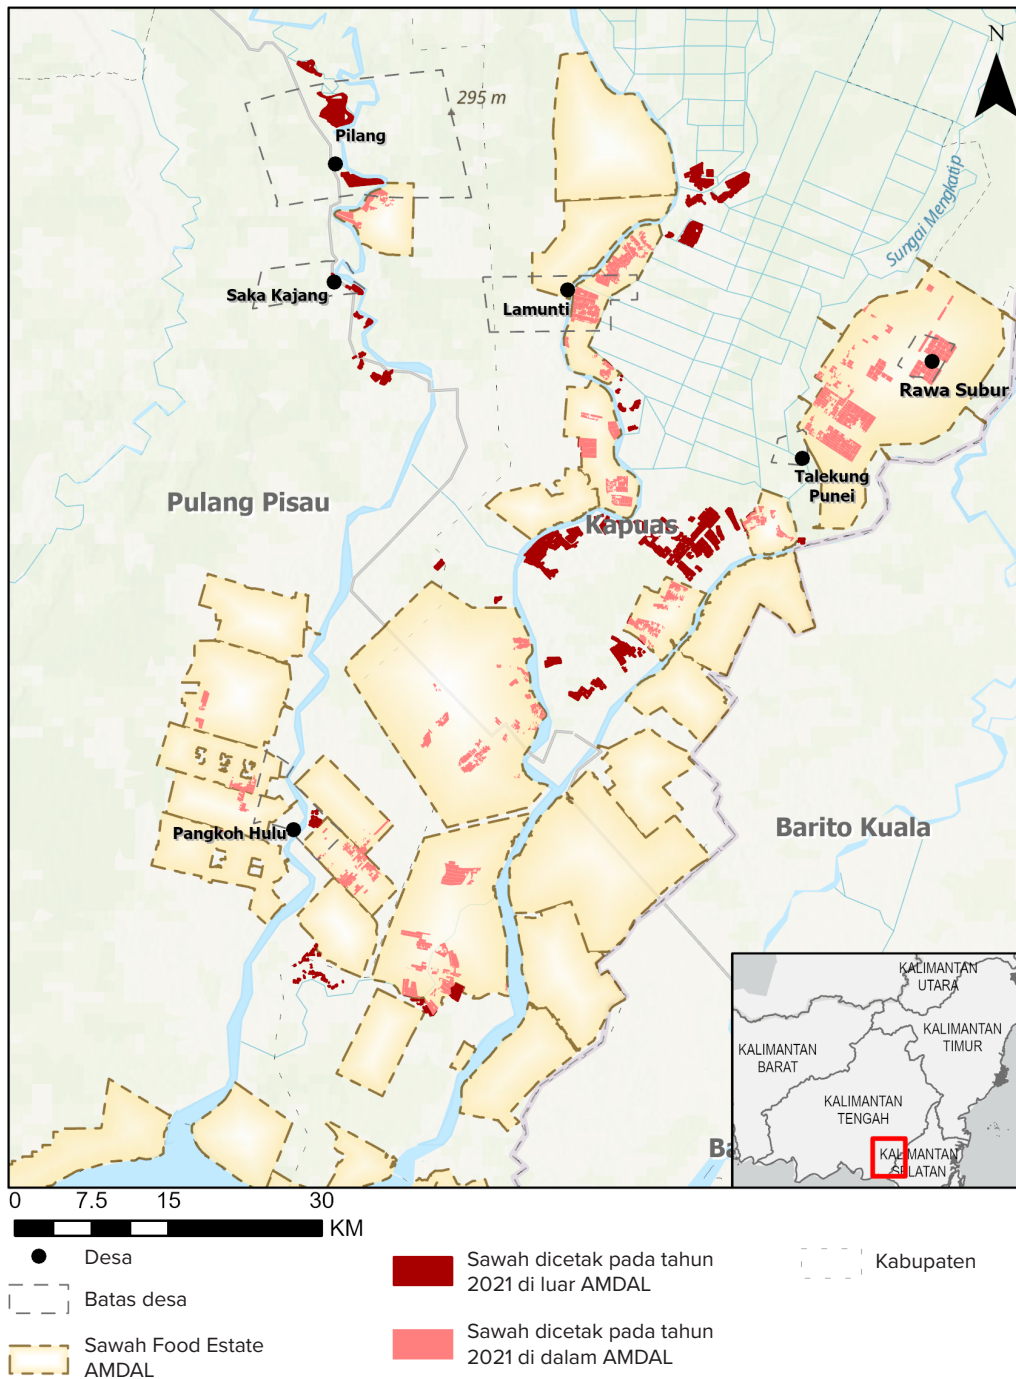 N
295 m
Pilang
Sungai Mengkatip
Saka Kajang
Lamunti
Rawa Subur
Talekung
Punei
Pulang Pisau
Kapuas
Pangkoh Hulu
Barito Kuala
KALIMANTAN
UTARA
KALIMANTAN
TIMUR
KALIMANTAN
BARAT
KALIMANTAN
TENGAH
KALIMANTAN
SELATAN
Ba
0 7.5 15 30
KM
Desa
Batas desa
Sawah Food Estate
AMDAL
Sawah dicetak pada tahun
2021 di luar AMDAL
Sawah dicetak pada tahun
2021 di dalam AMDAL
Kabupaten